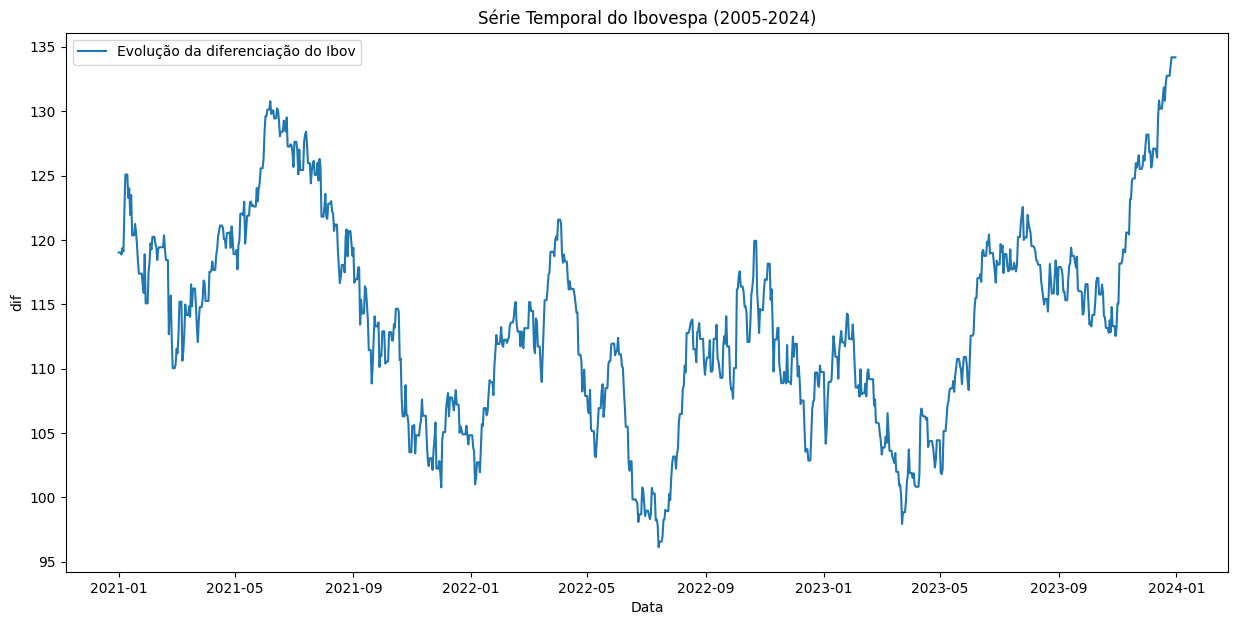 Série Temporal do Ibovespa (2005-2024)
Evolução da diferenciação do Ibov
135
130
125
120
115
110
105
100
95
dif
2021-01 2021-05 2021-09 2022-01 2022-05 2022-09 2023-01 2023-05 2023-09 2024-01
Data